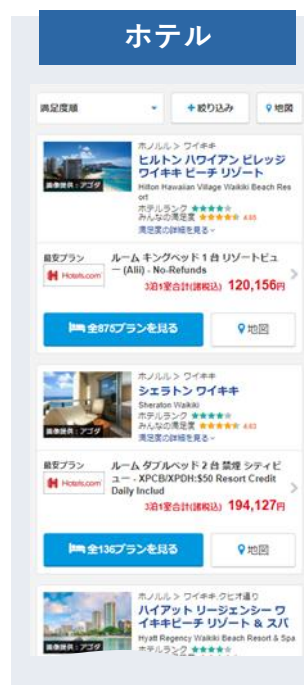 ホテル
満足度順
+絞り込み
地図
ホノルル > ワイキキ
ヒルトン ハワイアン ビレッジ
ワイキキ ビーチ リゾート
Hilton Hawaiian Village Waikiki Beach Res
ort
ホテルランク ★★★★☆
みんなの満足度 ★★★★★
満足度の詳細を見る
画像提供:アゴダ
最安プラン
Hotels.com
ルーム キングベッド 1 台 リゾートビュ
ー (Alii) - No-Refunds
3泊1室合計(諸税込) 120,156円
全875プランを見る
地図
ホノルル > ワイキキ
シェラトン ワイキキ
Sheraton Waikiki
ホテルランク ★★★★☆
みんなの満足度 ★★★★★
満足度の詳細を見る
画像提供:アゴダ
最安プラン
Hotels.com
ルーム ダブルベッド 2 台 禁煙 シティビ
ュー - XPCB/XPDH:$50 Resort Credit
Daily Includ
3泊1室合計(諸税込) 194,127円
全136プランを見る
地図
ホノルル > ワイキキ クヒオ通り
ハイアット リージェンシー ワ
イキキビーチ リゾート & スパ
Hyatt Regency Waikiki Beach Resort & Spa
ホテルランク ★★★★☆
画像提供:アゴダ